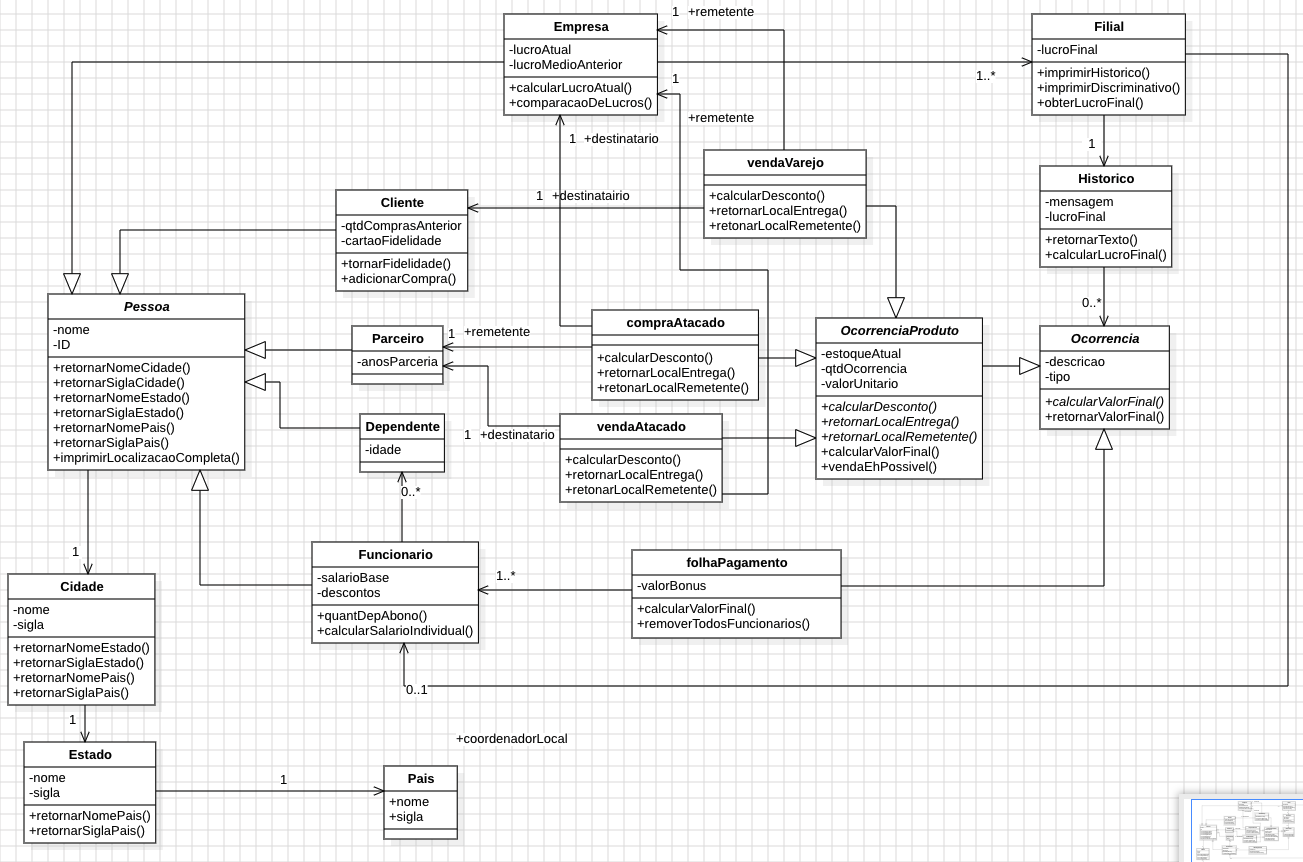 1 +remetente
Empresa
-lucroAtual
-lucroMedioAnterior
+calcularLucroAtual()
+comparacaoDeLucros()
1
+remetente
1 +destinatario
1..*
Filial
-lucroFinal
+imprimirHistorico()
+imprimirDiscriminativo()
+obterLucroFinal()
1
vendaVarejo
+calcularDesconto()
+retornarLocalEntrega()
+retonarLocalRemetente()
1 +destinatairio
Cliente
-qtdComprasAnterior
-cartaoFidelidade
+tornarFidelidade()
+adicionarCompra()
Historico
-mensagem
-lucroFinal
+retornarTexto()
+calcularLucroFinal()
0..*
Pessoa
-nome
-ID
+retornarNomeCidade()
+retornarSiglaCidade()
+retornarNomeEstado()
+retornarSiglaEstado()
+retornarNomePais()
+retornarSiglaPais()
+imprimirLocalizacaoCompleta()
Parceiro
-anosParceria
1 +remetente
compraAtacado
+calcularDesconto()
+retornarLocalEntrega()
+retonarLocalRemetente()
OcorrenciaProduto
-estoqueAtual
-qtdOcorrencia
-valorUnitario
+calcularDesconto()
+retornarLocalEntrega()
+retornarLocalRemetente()
+calcularValorFinal()
+vendaEhPossivel()
Ocorrencia
-descricao
-tipo
+calcularValorFinal()
+retornarValorFinal()
Dependente
-idade
1 +destinatario
vendaAtacado
+calcularDesconto()
+retornarLocalEntrega()
+retonarLocalRemetente()
0..*
Funcionario
-salarioBase
-descontos
+quantDepAbono()
+calcularSalarioIndividual()
1..*
folhaPagamento
-valorBonus
+calcularValorFinal()
+removerTodosFuncionarios()
1
Cidade
-nome
-sigla
+retornarNomeEstado()
+retornarSiglaEstado()
+retornarNomePais()
+retornarSiglaPais()
0..1
1
+coordenadorLocal
Estado
-nome
-sigla
+retornarNomePais()
+retornarSiglaPais()
1
Pais
+nome
+sigla